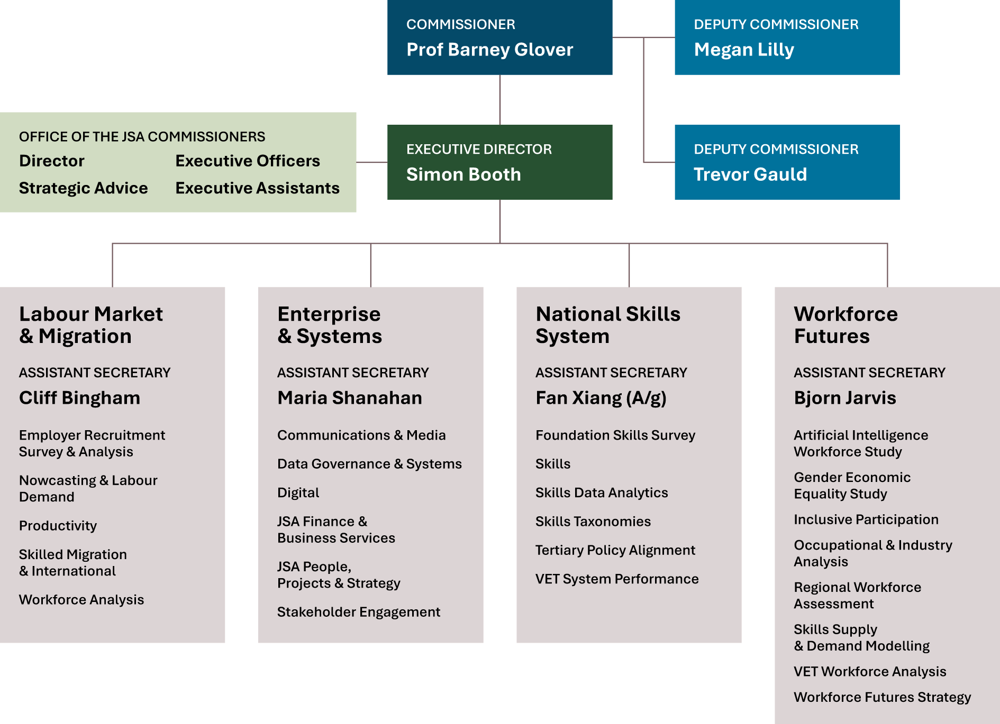 COMMISSIONER
Prof Barney Glover
DEPUTY COMMISSIONER
Megan Lilly
OFFICE OF THE JSA COMMISSIONERS
Director
Executive Officers
Strategic Advice
Executive Assistants
EXECUTIVE DIRECTOR
Simon Booth
DEPUTY COMMISSIONER
Trevor Gauld
Labour Market
& Migration
ASSISTANT SECRETARY
Cliff Bingham
Employer Recruitment
Survey & Analysis
Nowcasting & Labour
Demand
Productivity
Skilled Migration
& International
Workforce Analysis
Enterprise
& Systems
ASSISTANT SECRETARY
Maria Shanahan
Communications & Media
Data Governance & Systems
Digital
JSA Finance &
Business Services
JSA People,
Projects & Strategy
Stakeholder Engagement
National Skills
System
ASSISTANT SECRETARY
Fan Xiang (A/g)
Foundation Skills Survey
Skills
Skills Data Analytics
Skills Taxonomies
Tertiary Policy Alignment
VET System Performance
Workforce
Futures
ASSISTANT SECRETARY
Bjorn Jarvis
Artificial Intelligence
Workforce Study
Gender Economic
Equality Study
Inclusive Participation
Occupational & Industry
Analysis
Regional Workforce
Assessment
Skills Supply
& Demand Modelling
VET Workforce Analysis
Workforce Futures Strategy